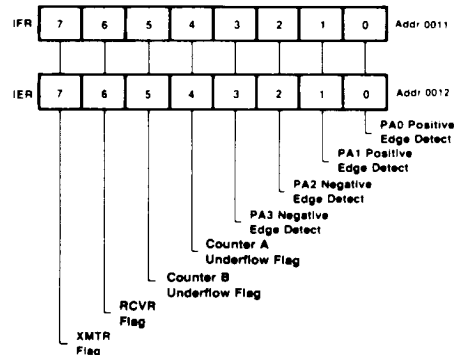 IFR 7 6 5 4 3 2 1 0 Addr 0011
IER 7 6 5 4 3 2 1 0 Addr 0012
PA0 Positive
Edge Detect
PA1 Positive
Edge Detect
PA2 Negative
Edge Detect
PA3 Negative
Edge Detect
Counter A
Underflow Flag
Counter B
Underflow Flag
RCVR
Flag
XMTR
Flag